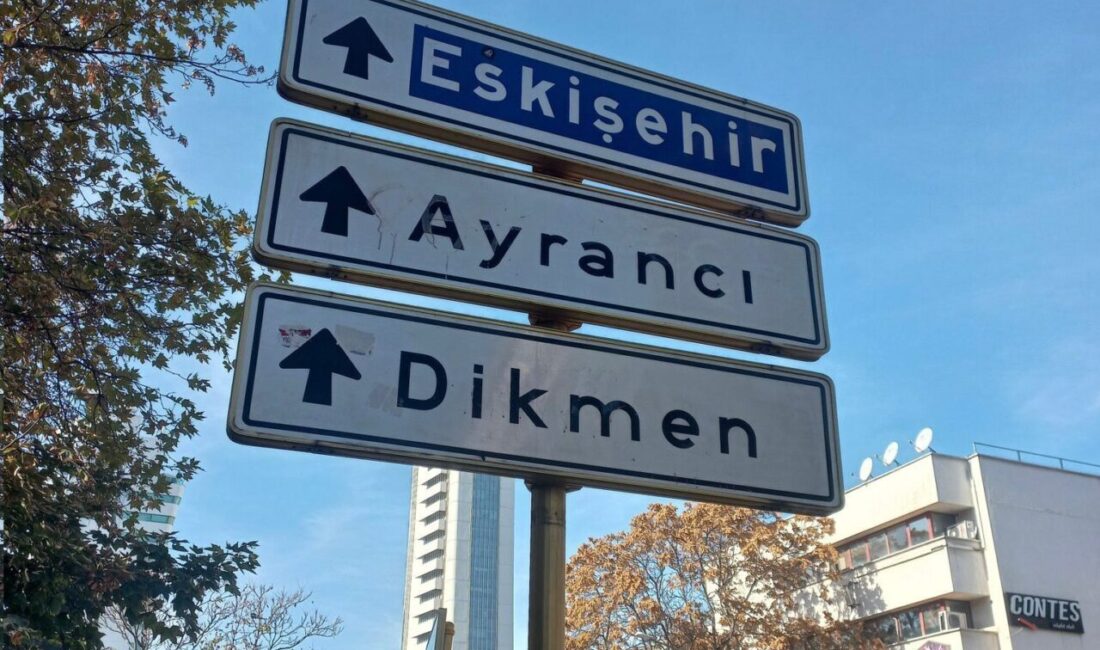 Eskişehir
Ayrancı
Dikmen
CONTES